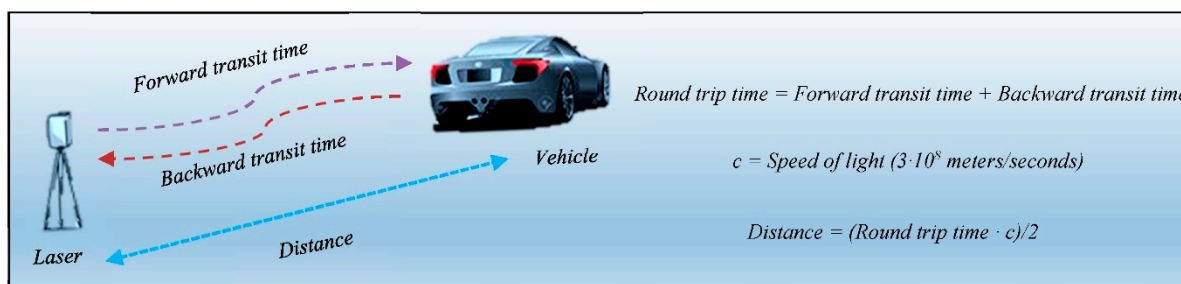 Forward transit time
Round trip time = Forward transit time + Backward transit time
Backward transit time
Vehicle
c = Speed of light (3·10⁸ meters/seconds)
Distance
Laser
Distance = (Round trip time · c)/2